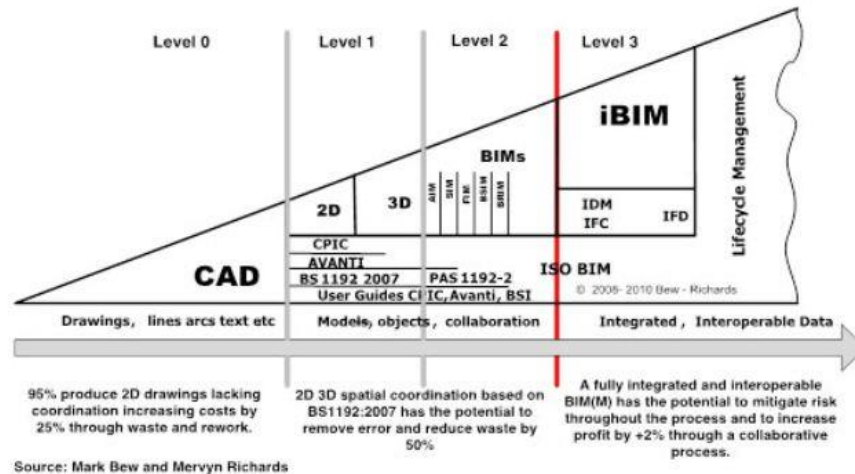 Level 0
Level 1
Level 2
Level 3
iBIM
BIMs
2D
3D
AIM
SIM
FIM
BSIM
BRIM
IDM
IFC
IFD
Lifecycle Management
CAD
CPIC
AVANTI
BS 1192 2007
PAS 1192-2
ISO BIM
User Guides CPIC, Avanti, BSI
© 2008-2010 Bew - Richards
Drawings, lines arcs text etc
Models, objects, collaboration
Integrated, Interoperable Data
95% produce 2D drawings lacking
coordination increasing costs by
25% through waste and rework.
2D 3D spatial coordination based on
BS1192:2007 has the potential to
remove error and reduce waste by
50%
A fully integrated and interoperable
BIM(M) has the potential to mitigate risk
throughout the process and to increase
profit by +2% through a collaborative
process.
Source: Mark Bew and Mervyn Richards